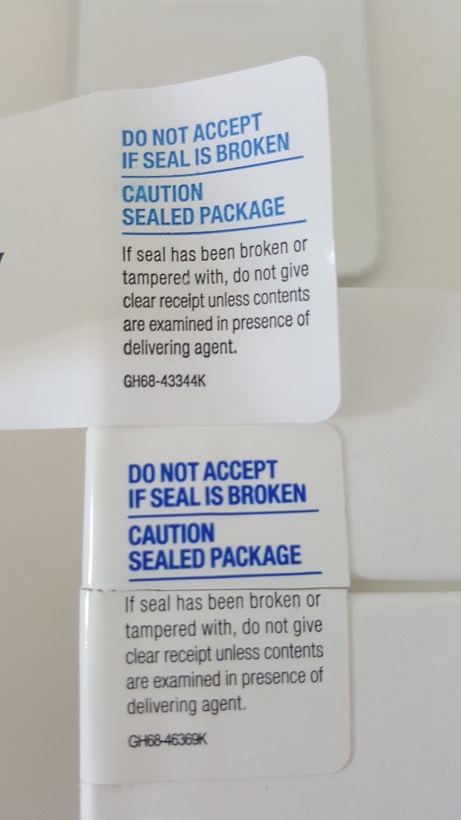 DO NOT ACCEPT
IF SEAL IS BROKEN
CAUTION
SEALED PACKAGE
If seal has been broken or
tampered with, do not give
clear receipt unless contents
are examined in presence of
delivering agent.
GH68-43344K
DO NOT ACCEPT
IF SEAL IS BROKEN
CAUTION
SEALED PACKAGE
If seal has been broken or
tampered with, do not give
clear receipt unless contents
are examined in presence of
delivering agent.
GH68-46369K